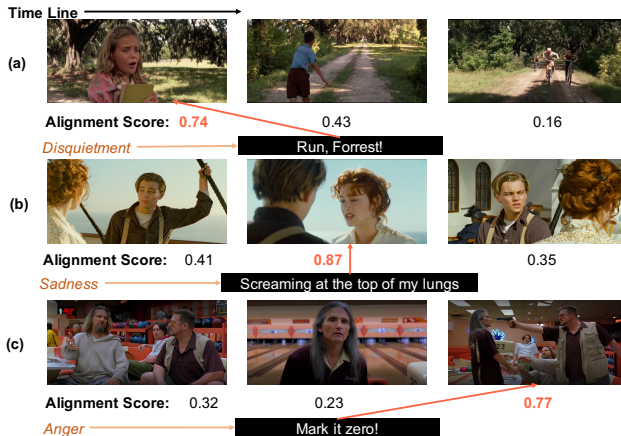 Time Line
(a)
Alignment Score: 0.74 0.43 0.16
Disquietment Run, Forrest!
(b)
Alignment Score: 0.41 0.87 0.35
Sadness Screaming at the top of my lungs
(c)
Alignment Score: 0.32 0.23 0.77
Anger Mark it zero!